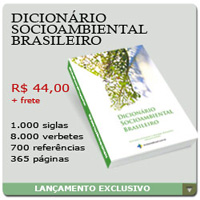 DICIONÁRIO
SOCIOAMBIENTAL
BRASILEIRO
R$ 44,00
+ frete
1.000 siglas
8.000 verbetes
700 referências
365 páginas
DICIONÁRIO
SOCIOAMBIENTAL
BRASILEIRO
LANÇAMENTO EXCLUSIVO